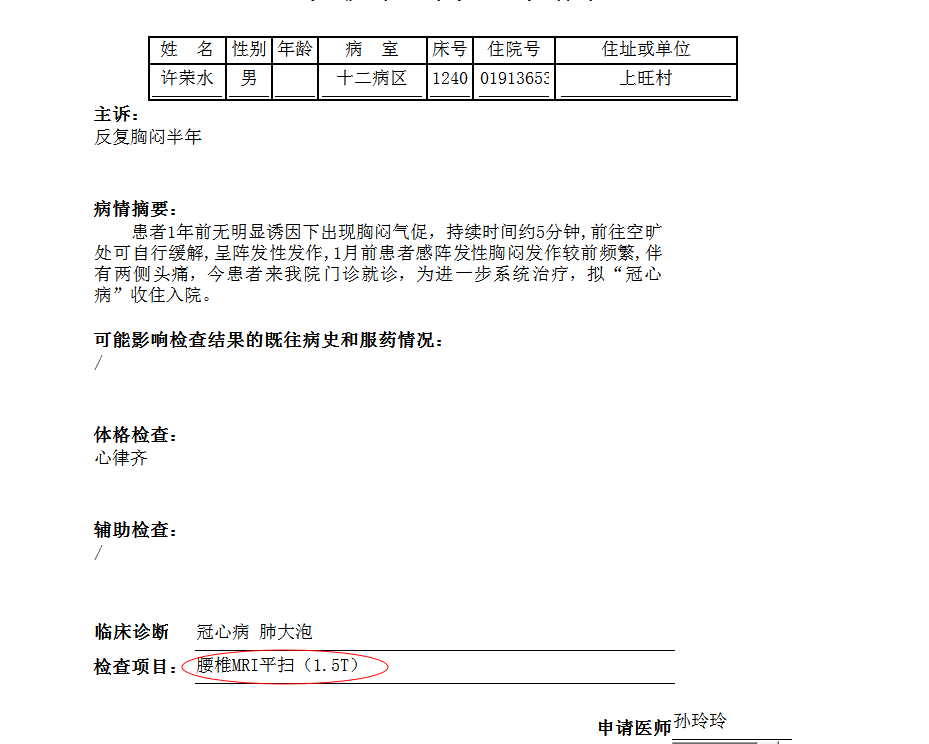 姓 名 性别 年龄 病 室 床号 住院号 住址或单位
许荣水 男 十二病区 1240 01913653 上旺村
主诉：
反复胸闷半年
病情摘要：
患者1年前无明显诱因下出现胸闷气促，持续时间约5分钟,前往空旷
处可自行缓解,呈阵发性发作,1月前患者感阵发性胸闷发作较前频繁,伴
有两侧头痛，今患者来我院门诊就诊，为进一步系统治疗，拟“冠心
病”收住入院。
可能影响检查结果的既往病史和服药情况：
/
体格检查：
心律齐
辅助检查：
/
临床诊断 冠心病 肺大泡
检查项目： 腰椎MRI平扫（1.5T）
申请医师 孙玲玲